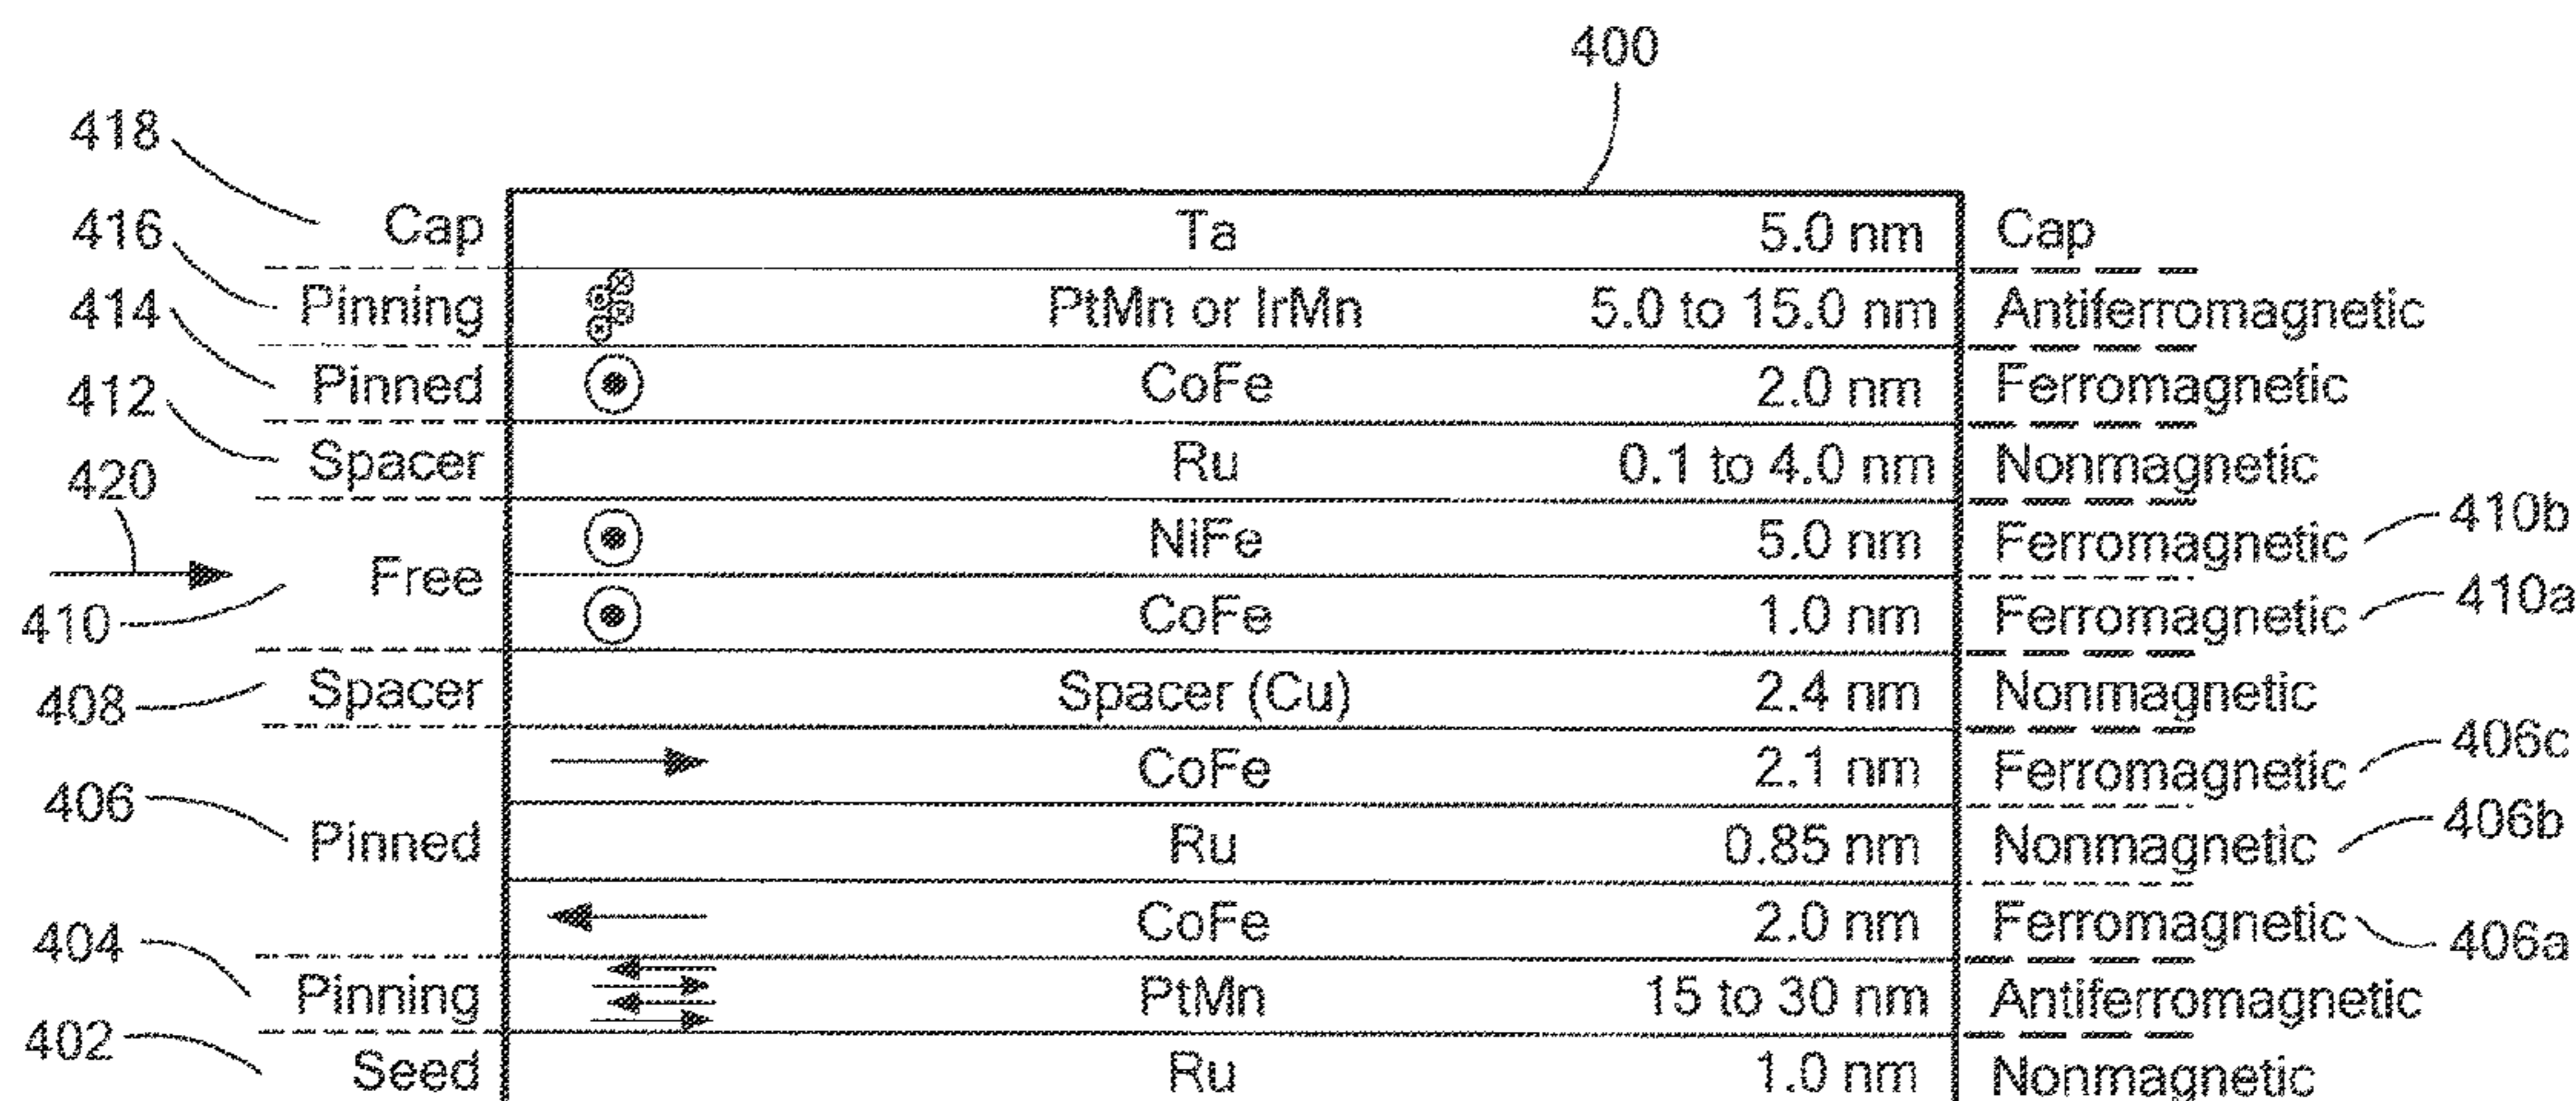 400
418 Cap Ta 5.0 nm Cap
416 Pinning PtMn or IrMn 5.0 to 15.0 nm Antiferromagnetic
414 Pinned CoFe 2.0 nm Ferromagnetic
412 Spacer Ru 0.1 to 4.0 nm Nonmagnetic
420 NiFe 5.0 nm Ferromagnetic 410b
Free
410 CoFe 1.0 nm Ferromagnetic 410a
408 Spacer Spacer (Cu) 2.4 nm Nonmagnetic
CoFe 2.1 nm Ferromagnetic 406c
406 Pinned Ru 0.85 nm Nonmagnetic 406b
CoFe 2.0 nm Ferromagnetic 406a
404 Pinning PtMn 15 to 30 nm Antiferromagnetic
402 Seed Ru 1.0 nm Nonmagnetic